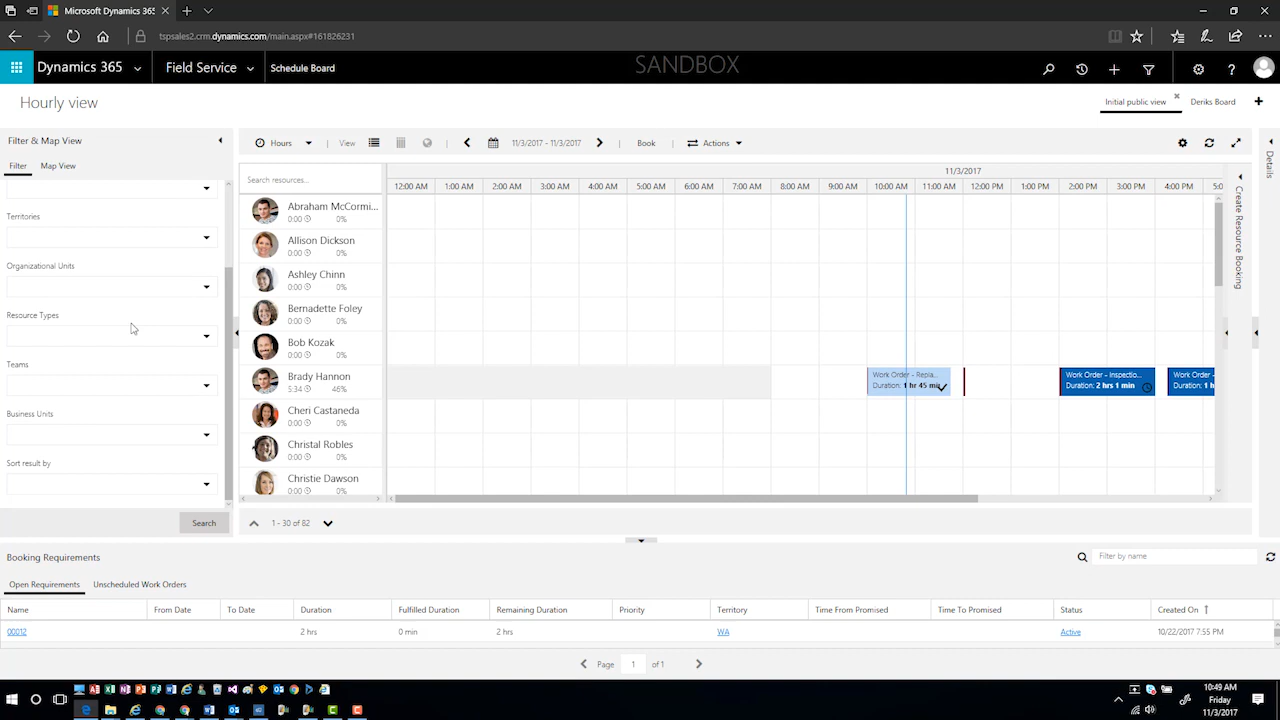 Microsoft Dynamics 365
tspsales2.crm.dynamics.com/main.aspx#161826231
Dynamics 365
Field Service
Schedule Board
SANDBOX
Hourly view
Initial public view
Deriks Board
Filter & Map View
Filter
Map View
Territories
Organizational Units
Resource Types
Teams
Business Units
Sort result by
Search
Hours
View
11/3/2017 - 11/3/2017
Book
Actions
Details
Create Resource Booking
Search resources...
11/3/2017
12:00 AM 1:00 AM 2:00 AM 3:00 AM 4:00 AM 5:00 AM 6:00 AM 7:00 AM 8:00 AM 9:00 AM 10:00 AM 11:00 AM 12:00 PM 1:00 PM 2:00 PM 3:00 PM 4:00 PM 5:0
Abraham McCormi...
0:00 0%
Allison Dickson
0:00 0%
Ashley Chinn
0:00 0%
Bernadette Foley
0:00 0%
Bob Kozak
0:00 0%
Brady Hannon
5:34 46%
Cheri Castaneda
0:00 0%
Christal Robles
0:00 0%
Christie Dawson
0:00 0%
Work Order - Repla...
Duration: 1 hr 45 min
Work Order - Inspectio...
Duration: 2 hrs 1 min
Work Order -
Duration: 1 h
1 - 30 of 82
Booking Requirements
Filter by name
Open Requirements
Unscheduled Work Orders
Name From Date To Date Duration Fulfilled Duration Remaining Duration Priority Territory Time From Promised Time To Promised Status Created On
00012 2 hrs 0 min 2 hrs WA Active 10/22/2017 7:55 PM
Page 1 of 1
10:49 AM
Friday
11/3/2017